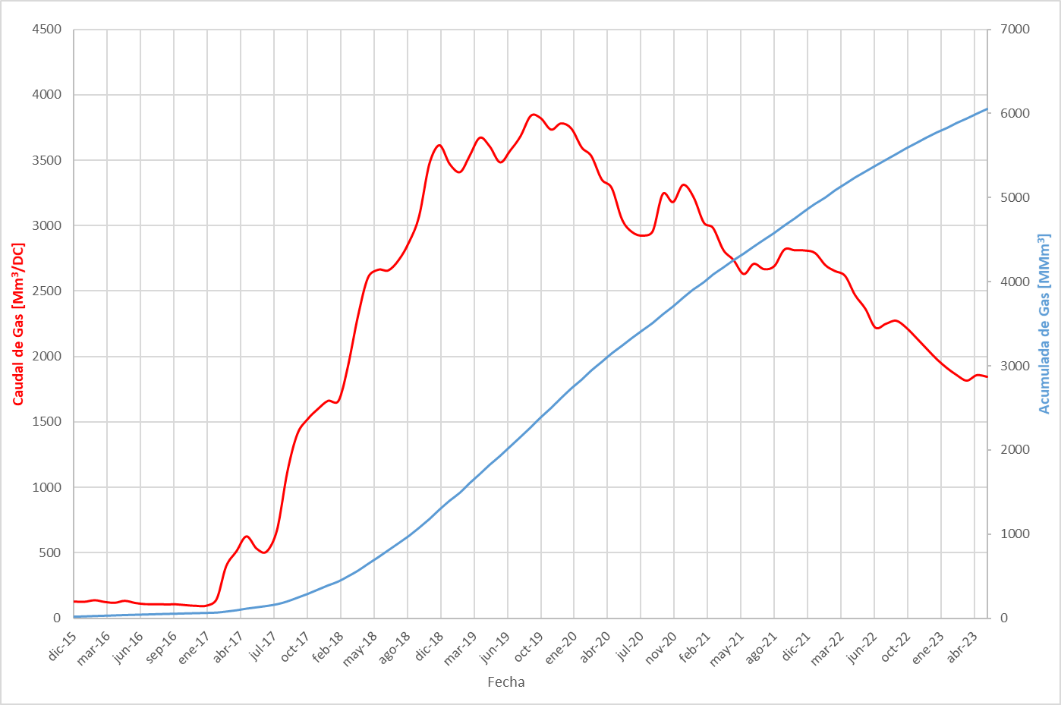 4500
4000
3500
3000
2500
2000
1500
1000
500
0
Caudal de Gas [Mm³/DC]
7000
6000
5000
4000
3000
2000
1000
0
Acumulada de Gas [MMm³]
dic-15
mar-16
jun-16
sep-16
ene-17
abr-17
jul-17
oct-17
feb-18
may-18
ago-18
dic-18
mar-19
jun-19
oct-19
ene-20
abr-20
jul-20
nov-20
feb-21
may-21
ago-21
dic-21
mar-22
jun-22
oct-22
ene-23
abr-23
Fecha